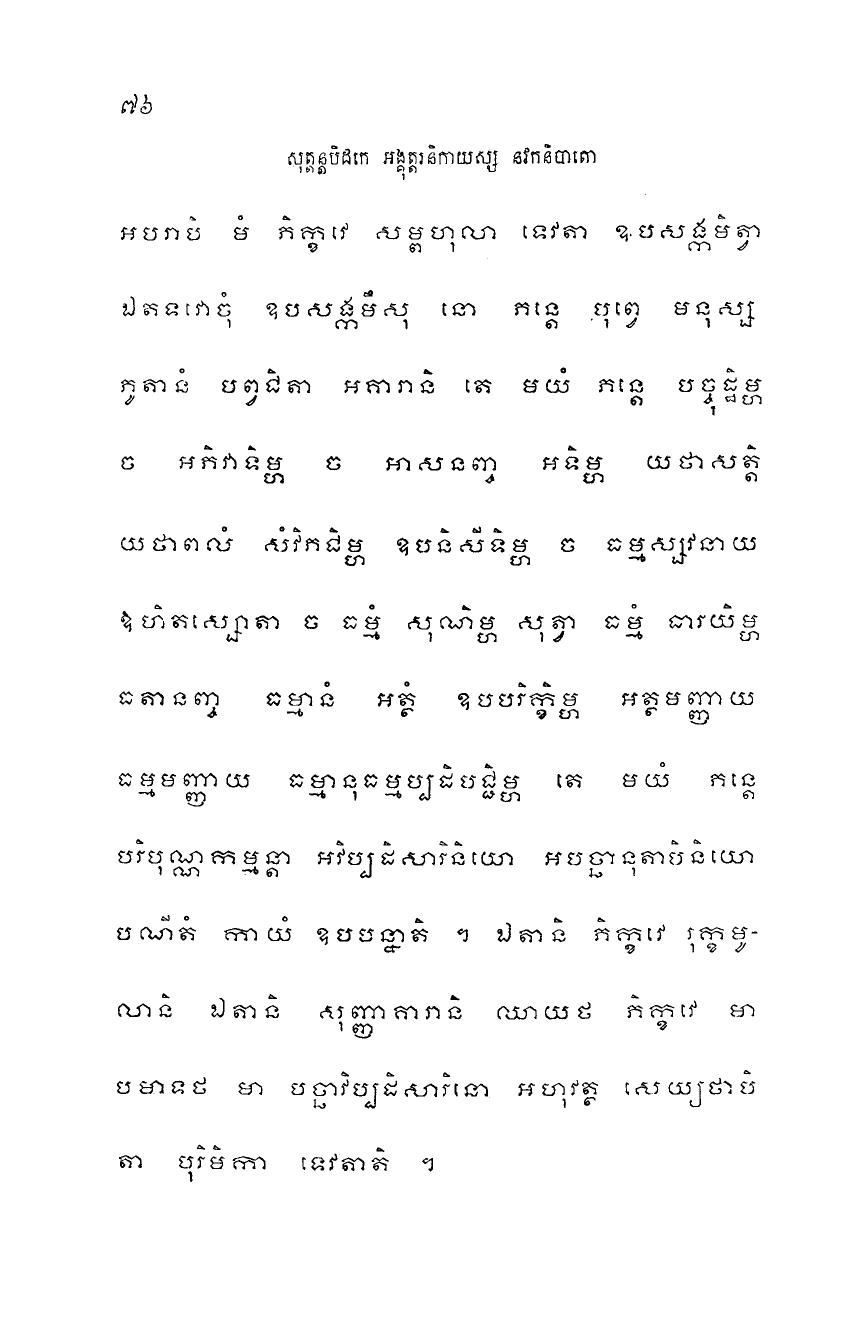 ៧៦
សុត្តន្តបិដកេ អង្គុត្តរនិកាយស្ស នវកនិបាតោ
អបរាបិ មំ ភិក្ខវេ សម្ពហុលា ទេវតា ឧបសង្កមិត្វា
ឯតទវោចុំ ឧបសង្កមឹសុ នោ ភន្តេ បុព្វេ មនុស្ស
ភូតានំ បព្វជិតា អគារានិ តេ មយំ ភន្តេ បច្ចុដ្ឋិម្ហ
ច អភិវាទិម្ហ ច អាសនញ្ច អទិម្ហ យថាសត្តិ
យថាពលំ សំវិភជិម្ហ ឧបនិសីទិម្ហ ច ធម្មស្សវនាយ
ឱហិតស្សោតា ច ធម្មំ សុណិម្ហ សុត្វា ធម្មំ ធារយិម្ហ
ធតានញ្ច ធម្មានំ អត្ថំ ឧបបរិក្ខិម្ហ អត្ថមញ្ញាយ
ធម្មមញ្ញាយ ធម្មានុធម្មប្បដិបជ្ជិម្ហ តេ មយំ ភន្តេ
បរិបុណ្ណកម្មន្តា អវិប្បដិសារិនិយោ អបច្ឆានុតាបិនិយោ
បណីតំ កាយំ ឧបបន្នាតិ ។ ឯតានិ ភិក្ខវេ រុក្ខមូ-
លានិ ឯតានិ សុញ្ញាគារានិ ឈាយថ ភិក្ខវេ មា
បមាទថ មា បច្ឆាវិប្បដិសារិនោ អហុវត្ថ សេយ្យថាបិ
តា បុរិមិកា ទេវតាតិ ។